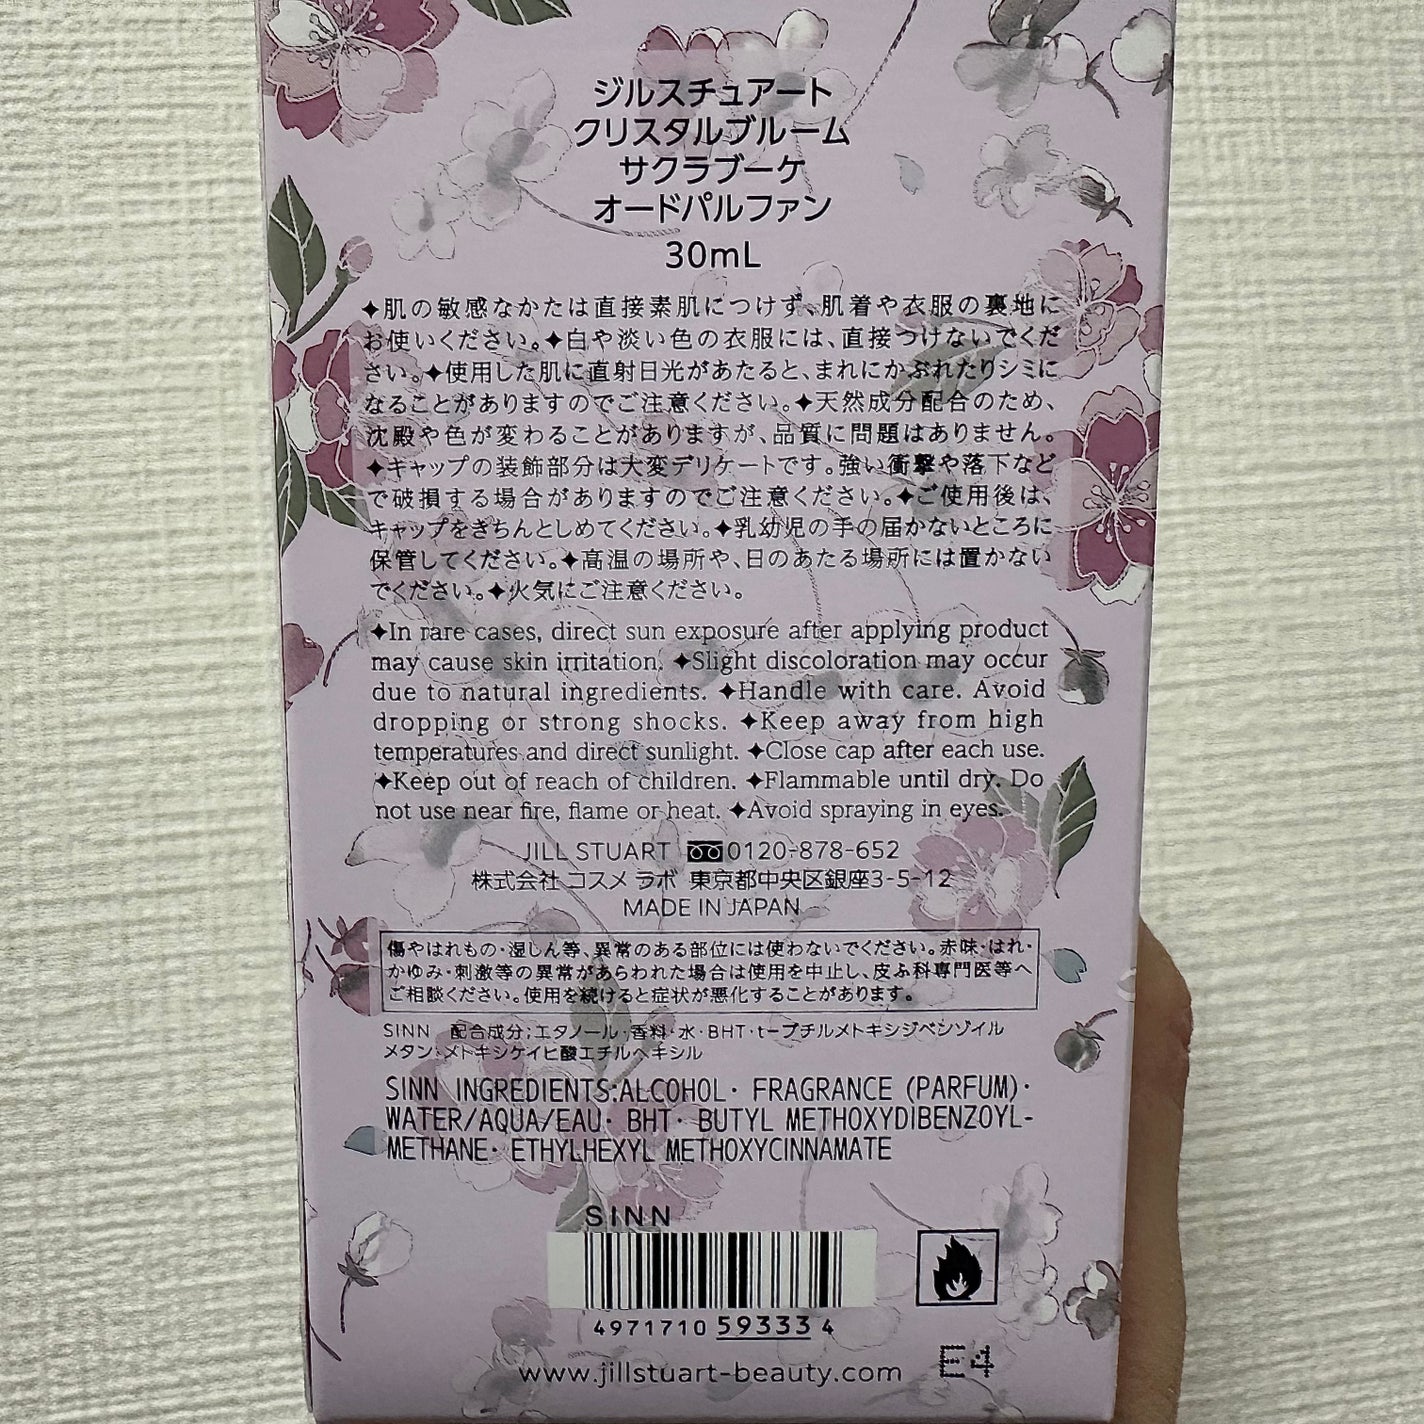 ジルスチュアート
クリスタルブルーム
サクラブーケ
オードパルファン
30mL
✦肌の敏感なかたは直接素肌につけず、肌着や衣服の裏地に
お使いください。✦白や淡い色の衣服には、直接つけないでくだ
さい。✦使用した肌に直射日光があたると、まれにかぶれたりシミに
なることがありますのでご注意ください。✦天然成分配合のため、
沈殿や色が変わることがありますが、品質に問題はありません。
✦キャップの装飾部分は大変デリケートです。強い衝撃や落下など
で破損する場合がありますのでご注意ください。✦ご使用後は、
キャップをきちんとしめてください。✦乳幼児の手の届かないところに
保管してください。✦高温の場所や、日のあたる場所には置かない
でください。✦火気にご注意ください。
✦In rare cases, direct sun exposure after applying product
may cause skin irritation. ✦Slight discoloration may occur
due to natural ingredients. ✦Handle with care. Avoid
dropping or strong shocks. ✦Keep away from high
temperatures and direct sunlight. ✦Close cap after each use.
✦Keep out of reach of children. ✦Flammable until dry. Do
not use near fire, flame or heat. ✦Avoid spraying in eyes.
JILL STUART 0120-878-652
株式会社 コスメ ラボ 東京都中央区銀座3-5-12
MADE IN JAPAN
傷やはれもの・湿しん等、異常のある部位には使わないでください。赤味・はれ・
かゆみ・刺激等の異常があらわれた場合は使用を中止し、皮ふ科専門医等へ
ご相談ください。使用を続けると症状が悪化することがあります。
SINN 配合成分;エタノール・香料・水・BHT・t-ブチルメトキシジベンゾイル
メタン・メトキシケイヒ酸エチルヘキシル
SINN INGREDIENTS:ALCOHOL・ FRAGRANCE (PARFUM)・
WATER/AQUA/EAU・ BHT・ BUTYL METHOXYDIBENZOYL-
METHANE・ ETHYLHEXYL METHOXYCINNAMATE
SINN
4971710 59333 4
www.jillstuart-beauty.com
E4